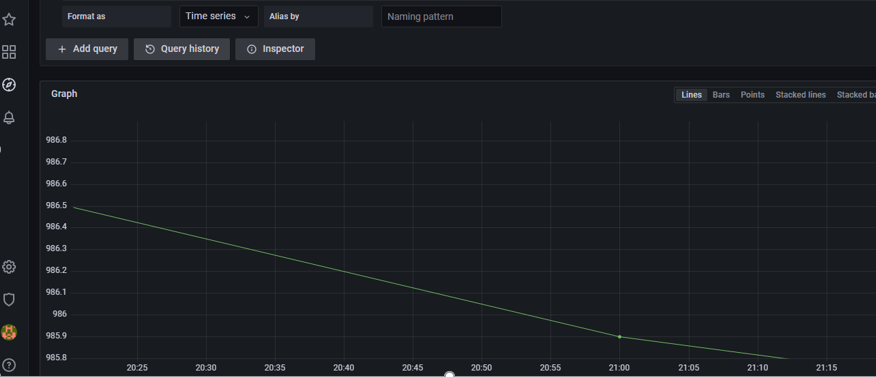 Format as Time series Alias by Naming pattern
+ Add query Query history Inspector
Graph Lines Bars Points Stacked lines Stacked ba
986.8
986.7
986.6
986.5
986.4
986.3
986.2
986.1
986
985.9
985.8
20:25 20:30 20:35 20:40 20:45 20:50 20:55 21:00 21:05 21:10 21:15